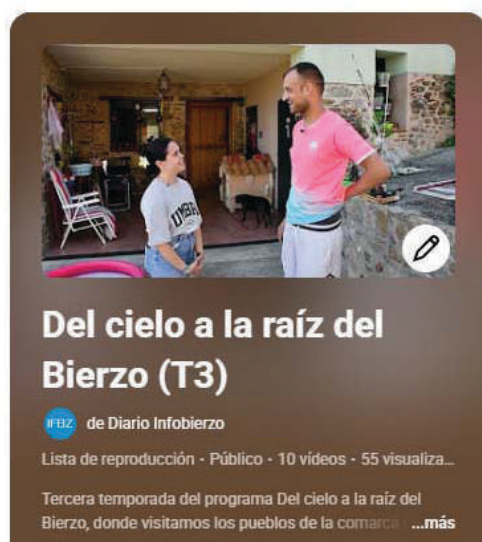 UMBR
Del cielo a la raíz del
Bierzo (T3)
IFBZ de Diario Infobierzo
Lista de reproducción • Público • 10 vídeos • 55 visualiza...
Tercera temporada del programa Del cielo a la raíz del
Bierzo, donde visitamos los pueblos de la comarca ...más